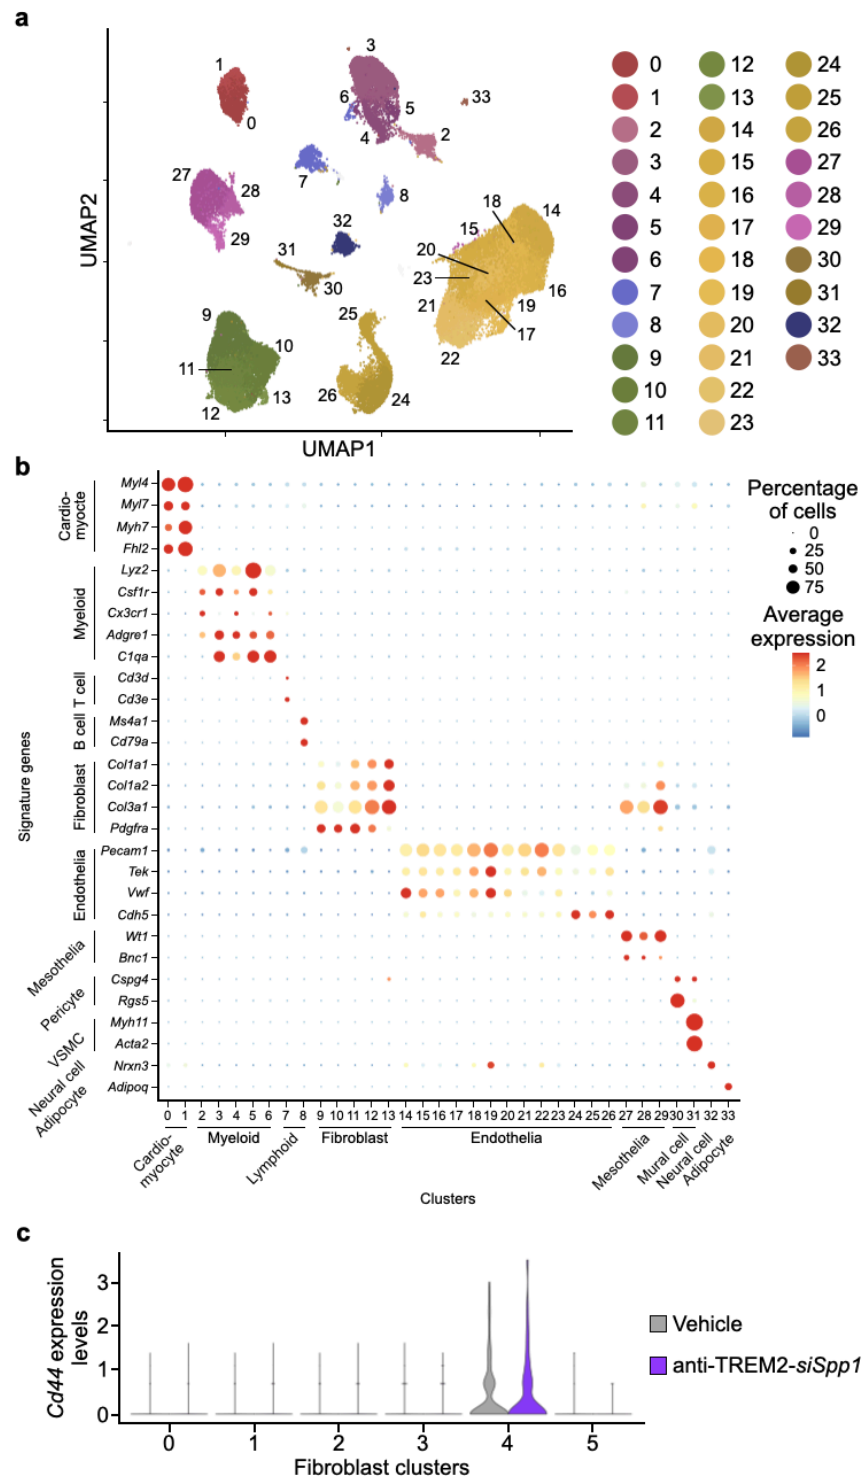 a
1
0
3
6
5
4
2
33
7
8
27
28
29
32
31
30
18
14
15
20
23
21
16
19
17
22
9
10
11
12
13
25
26
24
UMAP2
UMAP1
0
1
2
3
4
5
6
7
8
9
10
11
12
13
14
15
16
17
18
19
20
21
22
23
24
25
26
27
28
29
30
31
32
33
b
Signature genes
Cardio-
myocte
Myeloid
T cell
B cell
Fibroblast
Endothelia
Mesothelia
Pericyte
VSMC
Neural cell
Adipocyte
Myl4
Myl7
Myh7
Fhl2
Lyz2
Csf1r
Cx3cr1
Adgre1
C1qa
Cd3d
Cd3e
Ms4a1
Cd79a
Col1a1
Col1a2
Col3a1
Pdgfra
Pecam1
Tek
Vwf
Cdh5
Wt1
Bnc1
Cspg4
Rgs5
Myh11
Acta2
Nrxn3
Adipoq
0 1 2 3 4 5 6 7 8 9 10 11 12 13 14 15 16 17 18 19 20 21 22 23 24 25 26 27 28 29 30 31 32 33
Cardio-
myocyte
Myeloid
Lymphoid
Fibroblast
Endothelia
Mesothelia
Mural cell
Neural cell
Adipocyte
Clusters
Percentage
of cells
0
25
50
75
Average
expression
2
1
0
c
Cd44 expression
levels
3
2
1
0
0 1 2 3 4 5
Fibroblast clusters
Vehicle
anti-TREM2-siSpp1